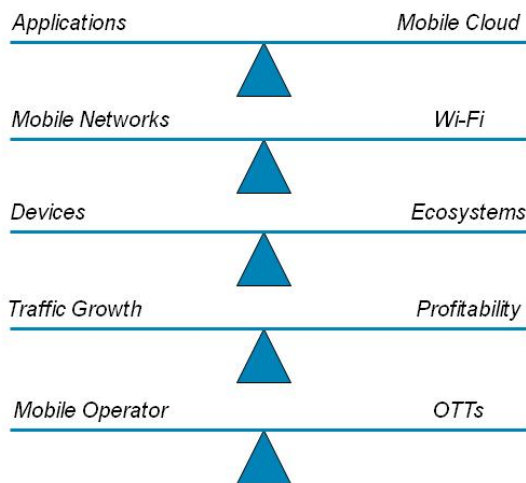 Applications Mobile Cloud
Mobile Networks Wi-Fi
Devices Ecosystems
Traffic Growth Profitability
Mobile Operator OTTs